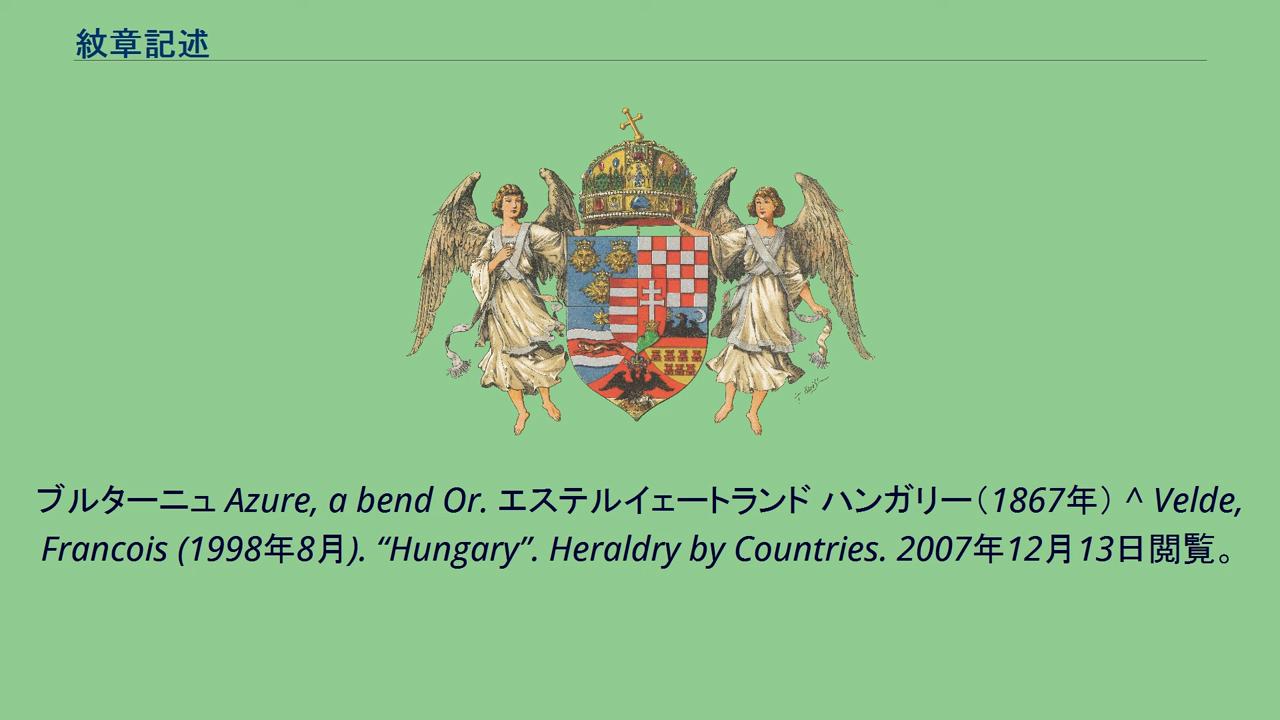 紋章記述
ブルターニュ Azure, a bend Or. エステルイェートランド ハンガリー（1867年） ^ Velde,
Francois (1998年8月). “Hungary”. Heraldry by Countries. 2007年12月13日閲覧。